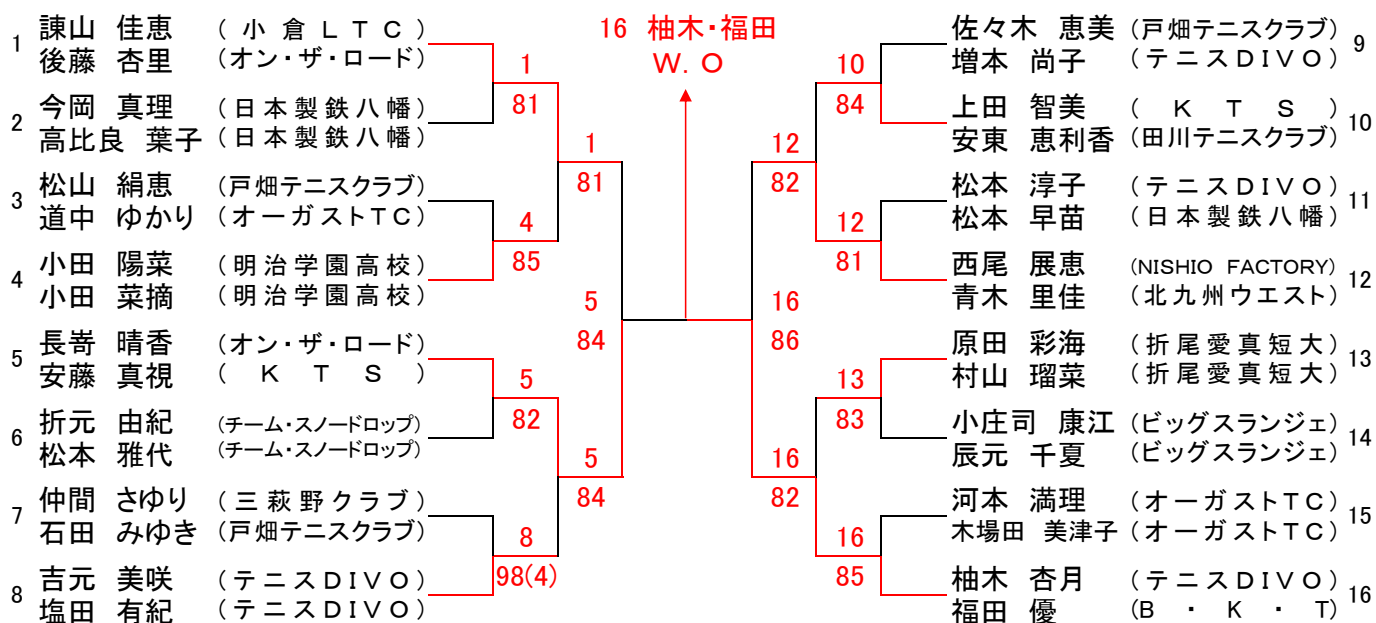 1 諌山 佳恵 (小倉LTC)
後藤 杏里 (オン・ザ・ロード)
2 今岡 真理 (日本製鉄八幡)
高比良 葉子 (日本製鉄八幡)
3 松山 絹恵 (戸畑テニスクラブ)
道中 ゆかり (オーガストTC)
4 小田 陽菜 (明治学園高校)
小田 菜摘 (明治学園高校)
5 長嵜 晴香 (オン・ザ・ロード)
安藤 真視 (KTS)
6 折元 由紀 (チーム・スノードロップ)
松本 雅代 (チーム・スノードロップ)
7 仲間 さゆり (三萩野クラブ)
石田 みゆき (戸畑テニスクラブ)
8 吉元 美咲 (テニスDIVO)
塩田 有紀 (テニスDIVO)
1
81
4
85
5
82
8
98(4)
1
81
5
84
5
84
16 柚木・福田
W.O
16
86
12
82
16
82
10
84
12
81
13
83
16
85
佐々木 恵美 (戸畑テニスクラブ) 9
増本 尚子 (テニスDIVO)
上田 智美 (KTS) 10
安東 恵利香 (田川テニスクラブ)
松本 淳子 (テニスDIVO) 11
松本 早苗 (日本製鉄八幡)
西尾 展恵 (NISHIO FACTORY) 12
青木 里佳 (北九州ウエスト)
原田 彩海 (折尾愛真短大) 13
村山 瑠菜 (折尾愛真短大)
小庄司 康江 (ビッグスランジェ) 14
辰元 千夏 (ビッグスランジェ)
河本 満理 (オーガストTC) 15
木場田 美津子 (オーガストTC)
柚木 杏月 (テニスDIVO) 16
福田 優 (B・K・T)